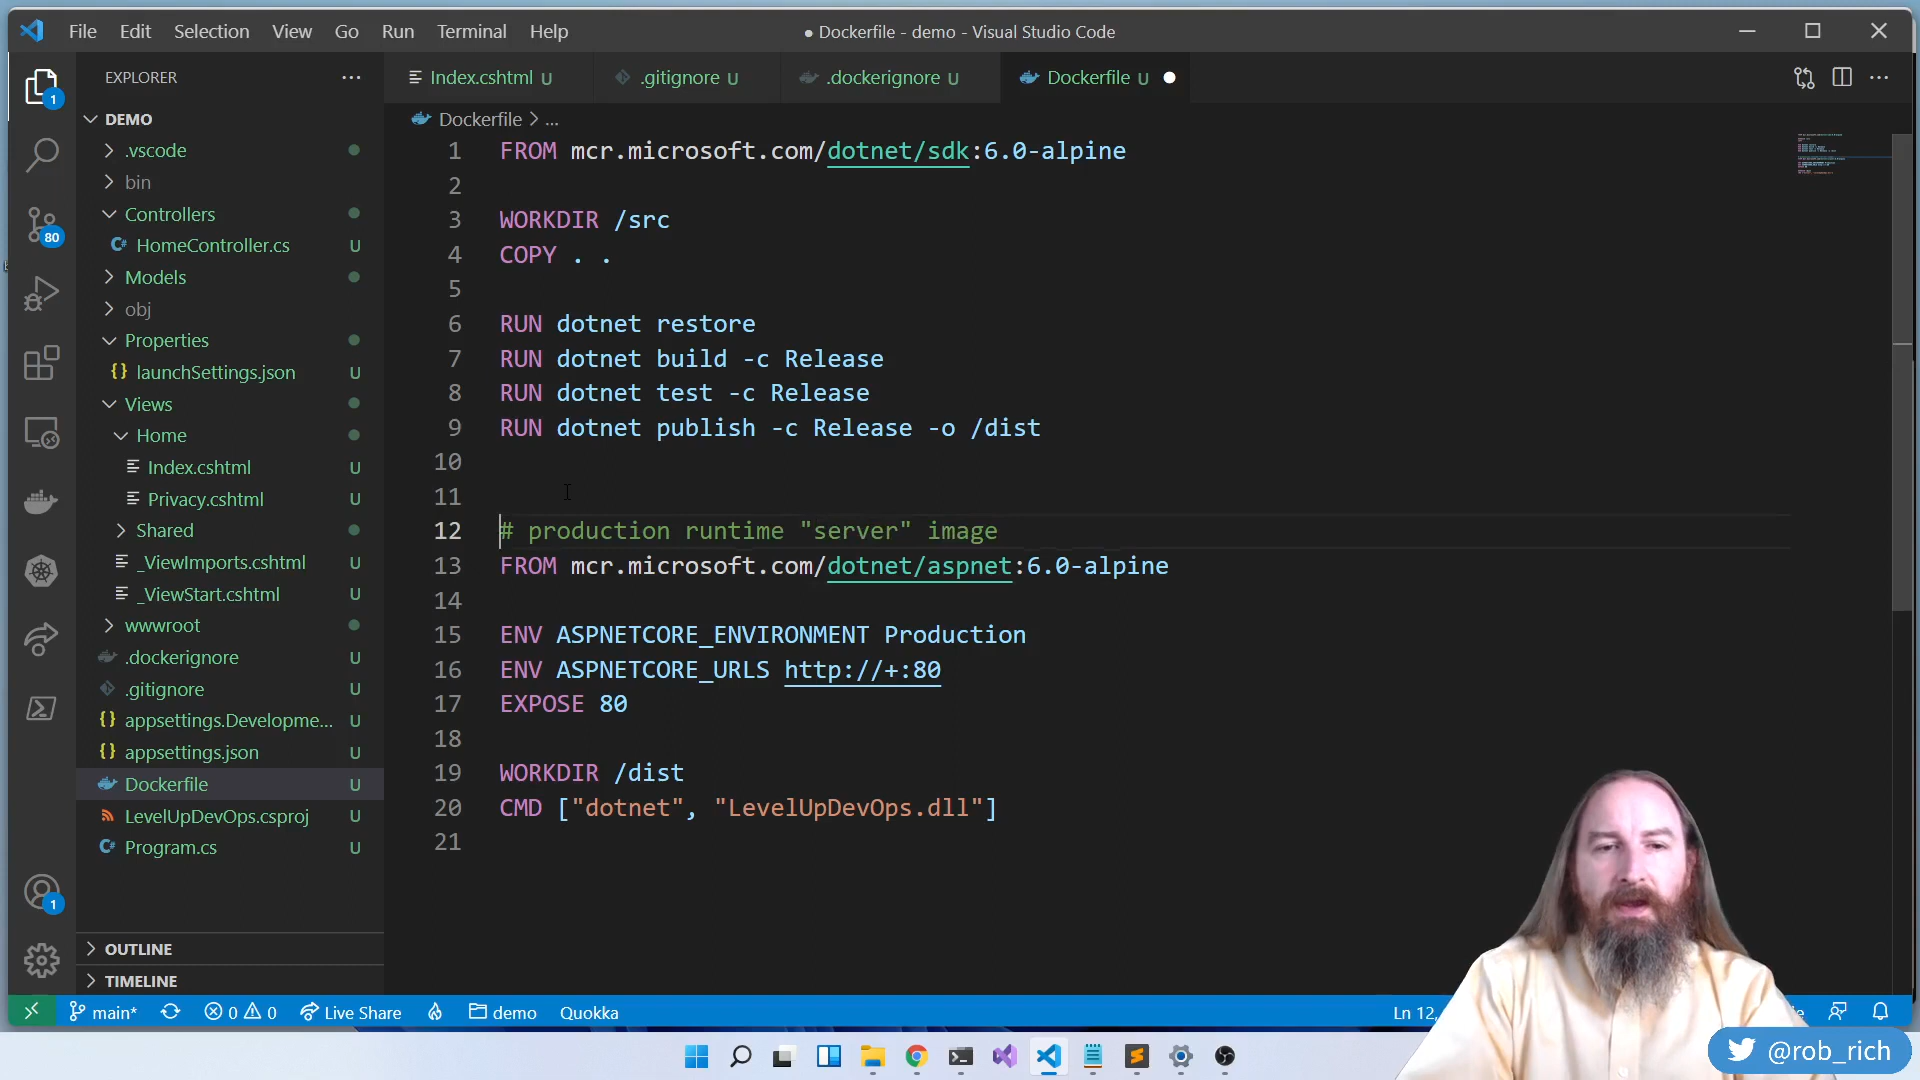 File Edit Selection View Go Run Terminal Help
● Dockerfile - demo - Visual Studio Code
EXPLORER
Index.cshtml U
.gitignore U
.dockerignore U
Dockerfile U
Dockerfile > ...
1
80
1
DEMO
.vscode
bin
Controllers
HomeController.cs U
Models
obj
Properties
launchSettings.json U
Views
Home
Index.cshtml U
Privacy.cshtml U
Shared
_ViewImports.cshtml U
_ViewStart.cshtml U
wwwroot
.dockerignore U
.gitignore U
appsettings.Developme... U
appsettings.json U
Dockerfile U
LevelUpDevOps.csproj U
Program.cs U
OUTLINE
TIMELINE
1 FROM mcr.microsoft.com/dotnet/sdk:6.0-alpine
2
3 WORKDIR /src
4 COPY . .
5
6 RUN dotnet restore
7 RUN dotnet build -c Release
8 RUN dotnet test -c Release
9 RUN dotnet publish -c Release -o /dist
10
11
12 # production runtime "server" image
13 FROM mcr.microsoft.com/dotnet/aspnet:6.0-alpine
14
15 ENV ASPNETCORE_ENVIRONMENT Production
16 ENV ASPNETCORE_URLS http://+:80
17 EXPOSE 80
18
19 WORKDIR /dist
20 CMD ["dotnet", "LevelUpDevOps.dll"]
21
main* 0 0 Live Share demo Quokka Ln 12,
@rob_rich